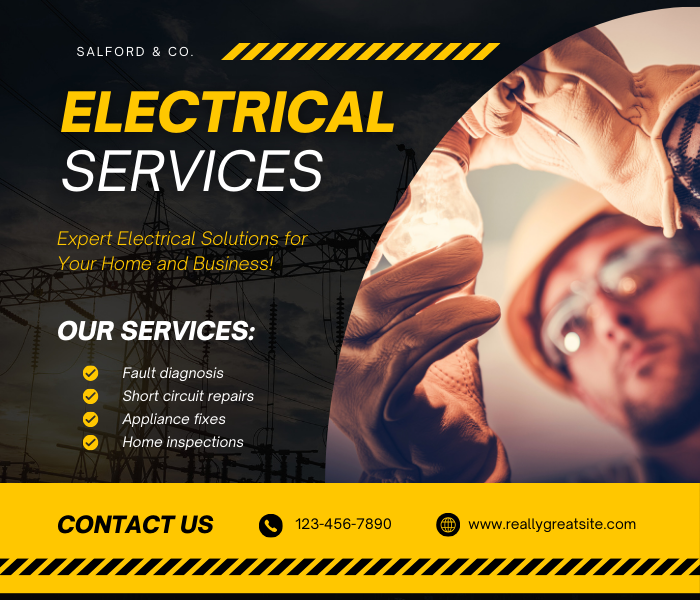 SALFORD & CO.
ELECTRICAL
SERVICES
Expert Electrical Solutions for
Your Home and Business!
OUR SERVICES:
Fault diagnosis
Short circuit repairs
Appliance fixes
Home inspections
CONTACT US
123-456-7890
www.reallygreatsite.com